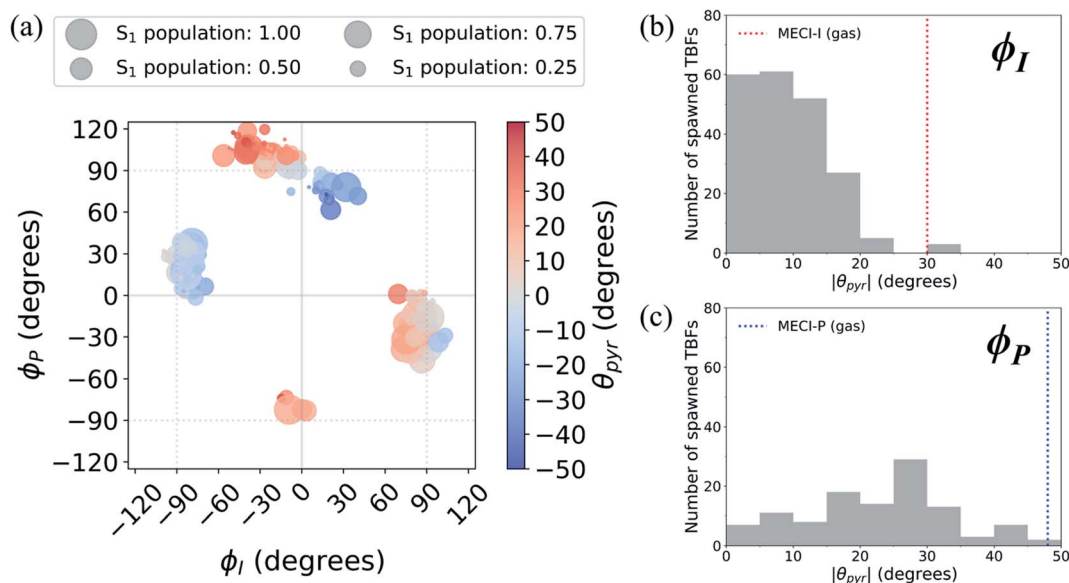 (a)
S₁ population: 1.00
S₁ population: 0.75
S₁ population: 0.50
S₁ population: 0.25
120
90
60
30
0
−30
−60
−90
−120
ϕP (degrees)
−120
−90
−60
−30
0
30
60
90
120
ϕI (degrees)
50
40
30
20
10
0
−10
−20
−30
−40
−50
θpyr (degrees)
(b)
80
60
40
20
0
Number of spawned TBFs
MECI-I (gas)
ϕI
0
10
20
30
40
50
|θpyr| (degrees)
(c)
80
60
40
20
0
Number of spawned TBFs
MECI-P (gas)
ϕP
0
10
20
30
40
50
|θpyr| (degrees)